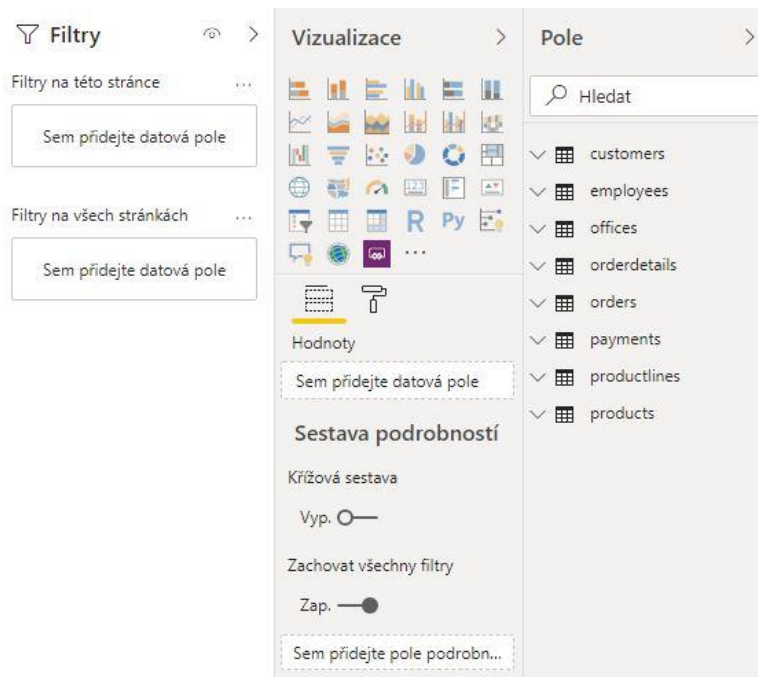 Filtry
Filtry na této stránce
Sem přidejte datová pole
Filtry na všech stránkách
Sem přidejte datová pole
Vizualizace
123
R Py
Hodnoty
Sem přidejte datová pole
Sestava podrobností
Křížová sestava
Vyp.
Zachovat všechny filtry
Zap.
Sem přidejte pole podrobn...
Pole
Hledat
customers
employees
offices
orderdetails
orders
payments
productlines
products